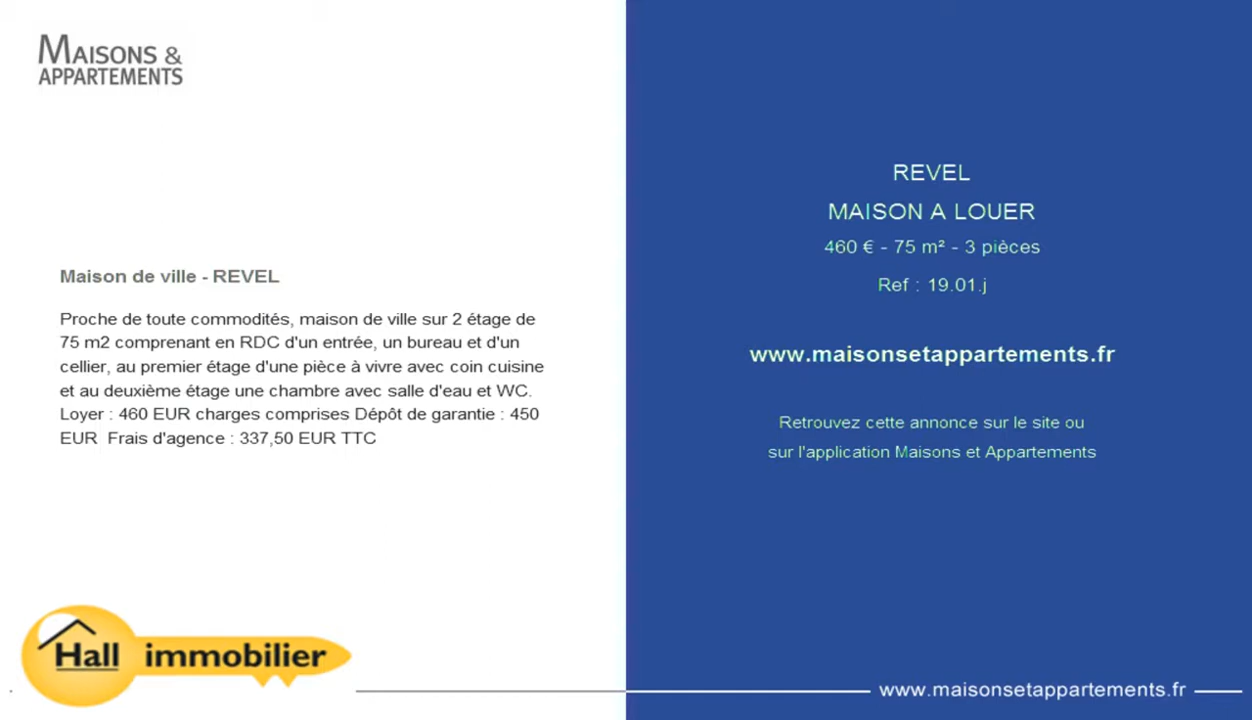 MAISONS &
APPARTEMENTS
Maison de ville - REVEL
Proche de toute commodités, maison de ville sur 2 étage de
75 m2 comprenant en RDC d'un entrée, un bureau et d'un
cellier, au premier étage d'une pièce à vivre avec coin cuisine
et au deuxième étage une chambre avec salle d'eau et WC.
Loyer : 460 EUR charges comprises Dépôt de garantie : 450
EUR  Frais d'agence : 337,50 EUR TTC
Hall immobilier
REVEL
MAISON A LOUER
460 € - 75 m² - 3 pièces
Ref : 19.01.j
www.maisonsetappartements.fr
Retrouvez cette annonce sur le site ou
sur l'application Maisons et Appartements
www.maisonsetappartements.fr